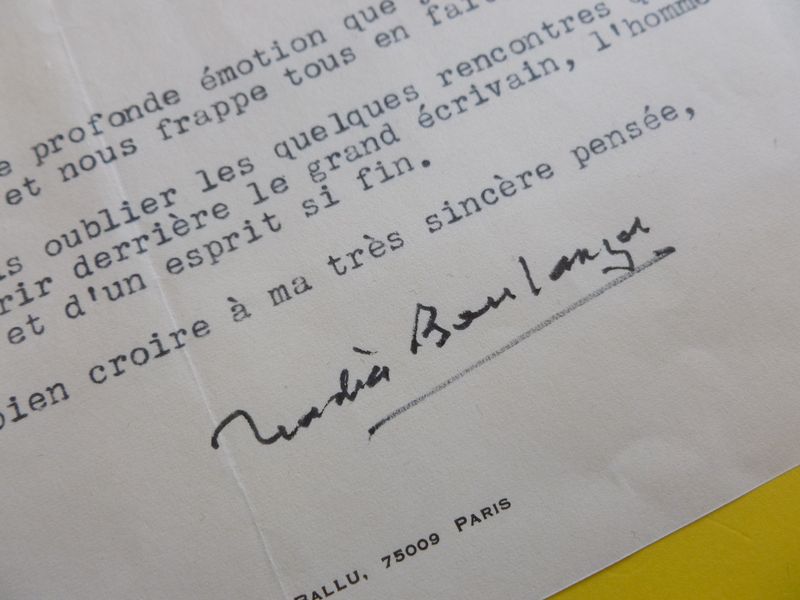 profonde émotion que
et nous frappe tous en fai
oublier les quelques rencontres
rir derrière le grand écrivain, l'homme
et d'un esprit si fin.
bien croire à ma très sincère pensée,
Nadia Boulanger
BALLU, 75009 PARIS